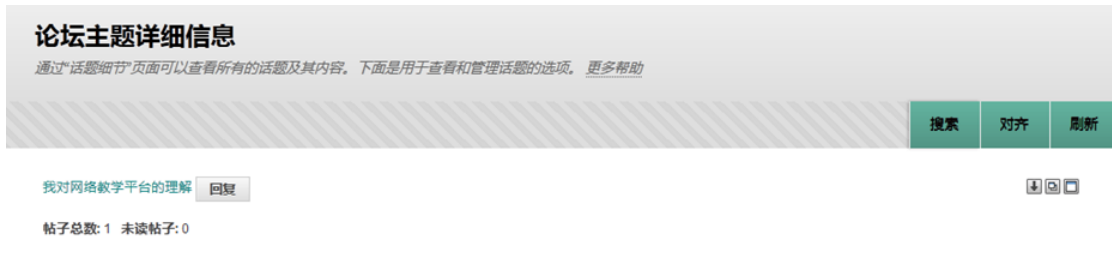 论坛主题详细信息
通过“话题细节”页面可以查看所有的话题及其内容。下面是用于查看和管理话题的选项。 更多帮助
搜索 对齐 刷新
我对网络教学平台的理解 回复
帖子总数: 1 未读帖子: 0